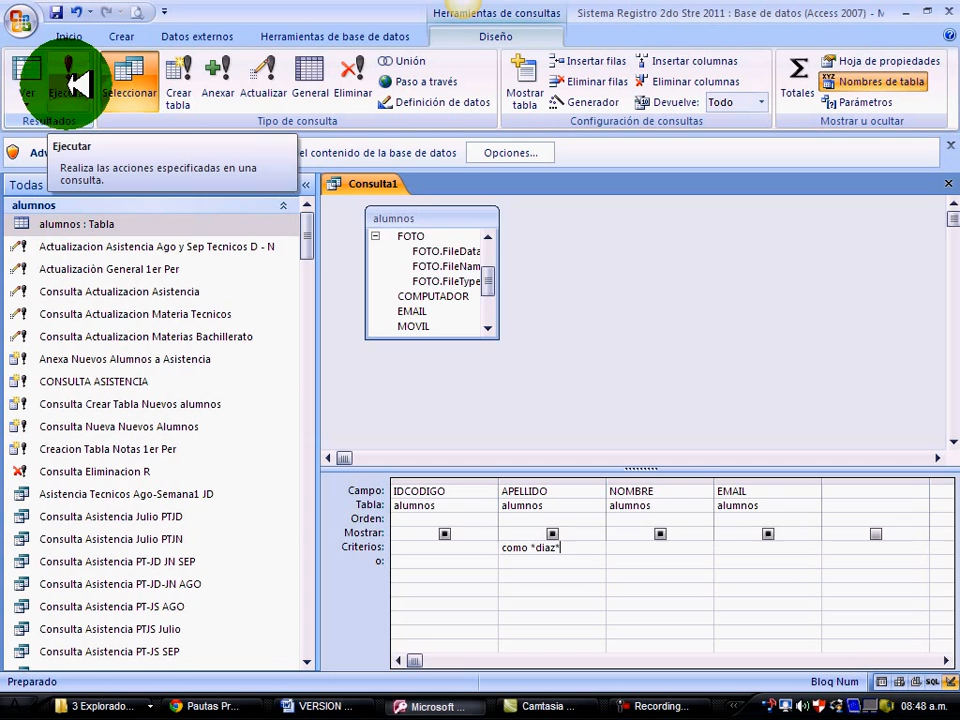 Herramientas de consultas
Sistema Registro 2do Stre 2011 : Base de datos (Access 2007) - M
Inicio
Crear
Datos externos
Herramientas de base de datos
Diseño
Ver
Seleccionar
Crear tabla
Anexar
Actualizar
General
Eliminar
Unión
Paso a través
Definición de datos
Mostrar tabla
Insertar filas
Eliminar filas
Generador
Insertar columnas
Eliminar columnas
Devuelve:
Todo
Totales
Hoja de propiedades
Nombres de tabla
Parámetros
Resultados
Tipo de consulta
Configuración de consultas
Mostrar u ocultar
Ejecutar
Realiza las acciones especificadas en una
consulta.
el contenido de la base de datos
Opciones...
Todas
Consulta1
alumnos
alumnos : Tabla
Actualizacion Asistencia Ago y Sep Tecnicos D - N
Actualizaciòn General 1er Per
Consulta Actualizacion Asistencia
Consulta Actualizacion Materia Tecnicos
Consulta Actualizacion Materias Bachillerato
Anexa Nuevos Alumnos a Asistencia
CONSULTA ASISTENCIA
Consulta Crear Tabla Nuevos alumnos
Consulta Nueva Nuevos Alumnos
Creacion Tabla Notas 1er Per
Consulta Eliminacion R
Asistencia Tecnicos Ago-Semana1 JD
Consulta Asistencia Julio PTJD
Consulta Asistencia Julio PTJN
Consulta Asistencia PT-JD JN SEP
Consulta Asistencia PT-JD-JN AGO
Consulta Asistencia PT-JS AGO
Consulta Asistencia PTJS Julio
Consulta Asistencia PT-JS SEP
alumnos
FOTO
FOTO.FileData
FOTO.FileNam
FOTO.FileType
COMPUTADOR
EMAIL
MOVIL
Campo: IDCODIGO APELLIDO NOMBRE EMAIL
Tabla: alumnos alumnos alumnos alumnos
Orden:
Mostrar:
Criterios: como *diaz*
o:
Preparado
Bloq Num
SQL
3 Explorado...
Pautas Pr...
VERSION ...
Microsoft ...
Camtasia ...
Recording...
08:48 a.m.